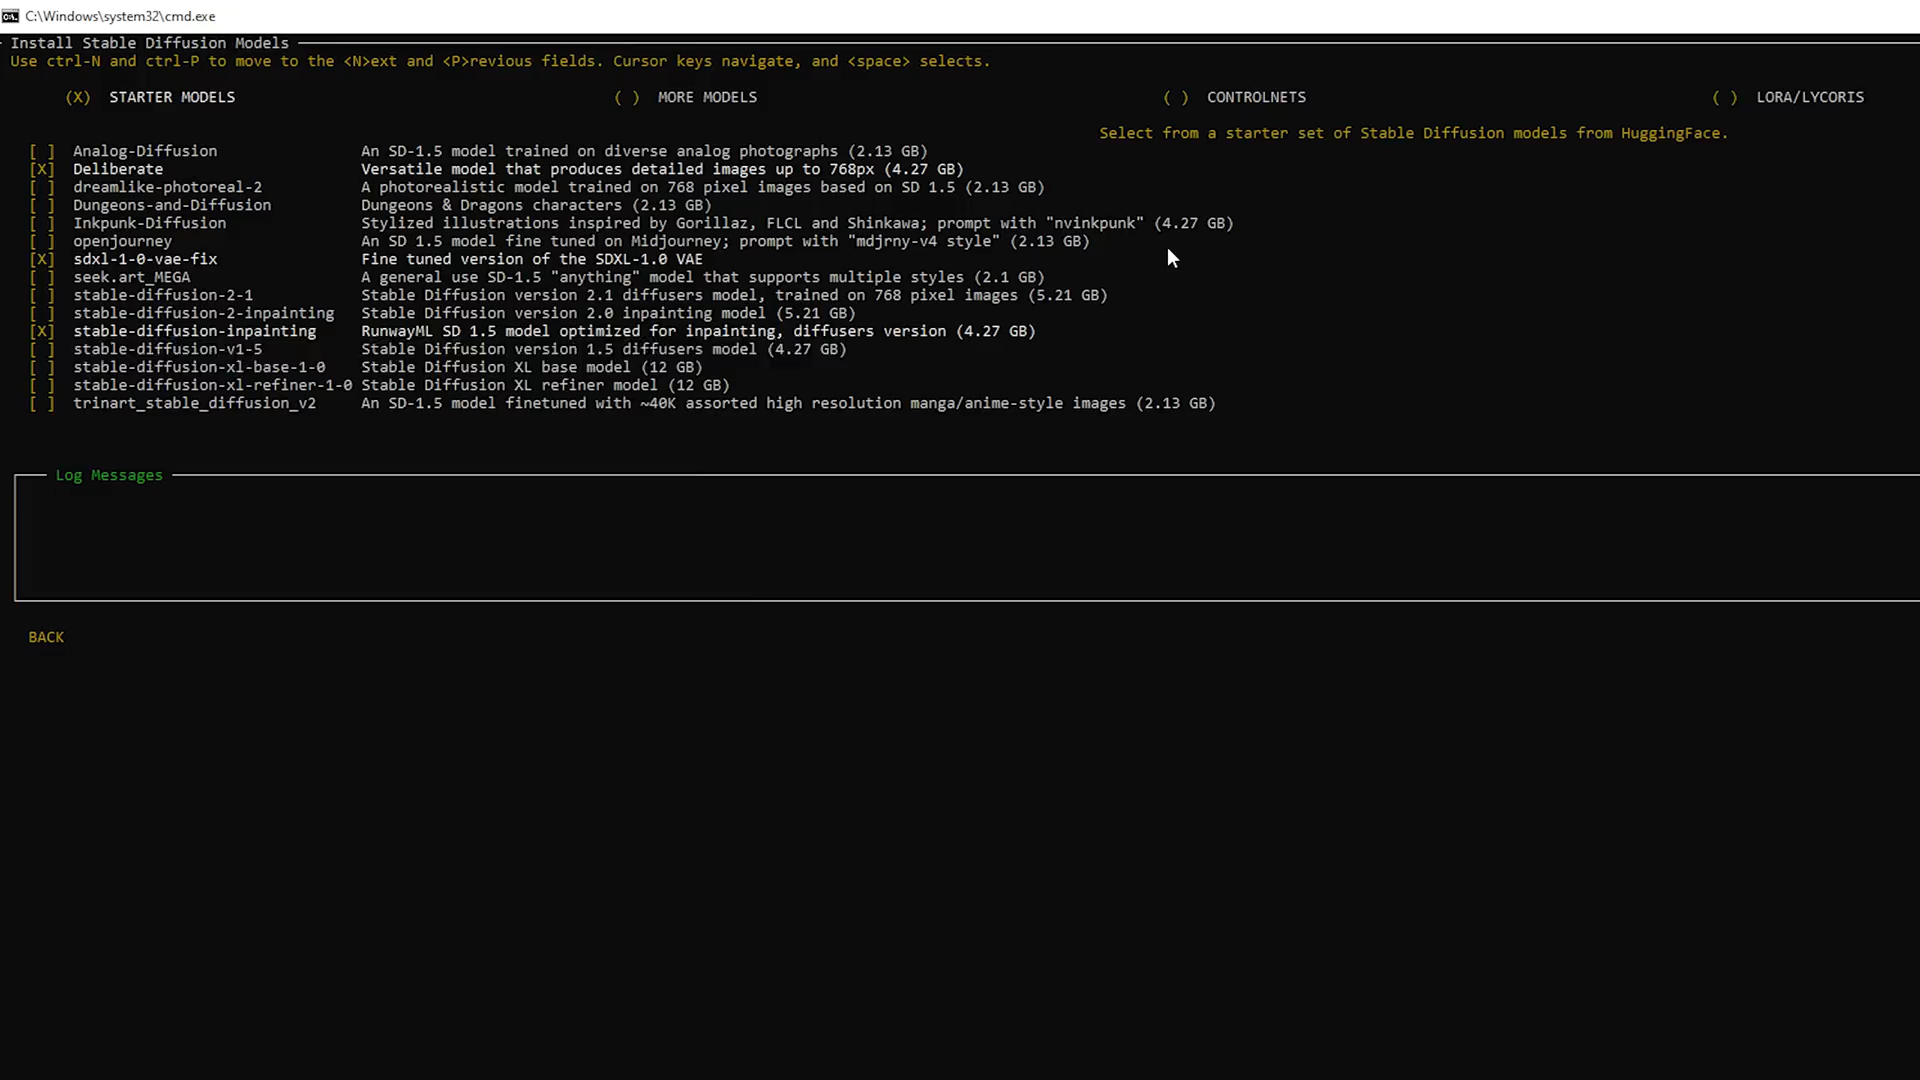 C:\Windows\system32\cmd.exe
Install Stable Diffusion Models
Use ctrl-N and ctrl-P to move to the <N>ext and <P>revious fields. Cursor keys navigate, and <space> selects.
(X) STARTER MODELS ( ) MORE MODELS ( ) CONTROLNETS ( ) LORA/LYCORIS
Select from a starter set of Stable Diffusion models from HuggingFace.
[ ] Analog-Diffusion An SD-1.5 model trained on diverse analog photographs (2.13 GB)
[X] Deliberate Versatile model that produces detailed images up to 768px (4.27 GB)
[ ] dreamlike-photoreal-2 A photorealistic model trained on 768 pixel images based on SD 1.5 (2.13 GB)
[ ] Dungeons-and-Diffusion Dungeons & Dragons characters (2.13 GB)
[ ] Inkpunk-Diffusion Stylized illustrations inspired by Gorillaz, FLCL and Shinkawa; prompt with "nvinkpunk" (4.27 GB)
[ ] openjourney An SD 1.5 model fine tuned on Midjourney; prompt with "mdjrny-v4 style" (2.13 GB)
[X] sdxl-1-0-vae-fix Fine tuned version of the SDXL-1.0 VAE
[ ] seek.art_MEGA A general use SD-1.5 "anything" model that supports multiple styles (2.1 GB)
[ ] stable-diffusion-2-1 Stable Diffusion version 2.1 diffusers model, trained on 768 pixel images (5.21 GB)
[ ] stable-diffusion-2-inpainting Stable Diffusion version 2.0 inpainting model (5.21 GB)
[X] stable-diffusion-inpainting RunwayML SD 1.5 model optimized for inpainting, diffusers version (4.27 GB)
[ ] stable-diffusion-v1-5 Stable Diffusion version 1.5 diffusers model (4.27 GB)
[ ] stable-diffusion-xl-base-1-0 Stable Diffusion XL base model (12 GB)
[ ] stable-diffusion-xl-refiner-1-0 Stable Diffusion XL refiner model (12 GB)
[ ] trinart_stable_diffusion_v2 An SD-1.5 model finetuned with ~40K assorted high resolution manga/anime-style images (2.13 GB)
Log Messages
BACK